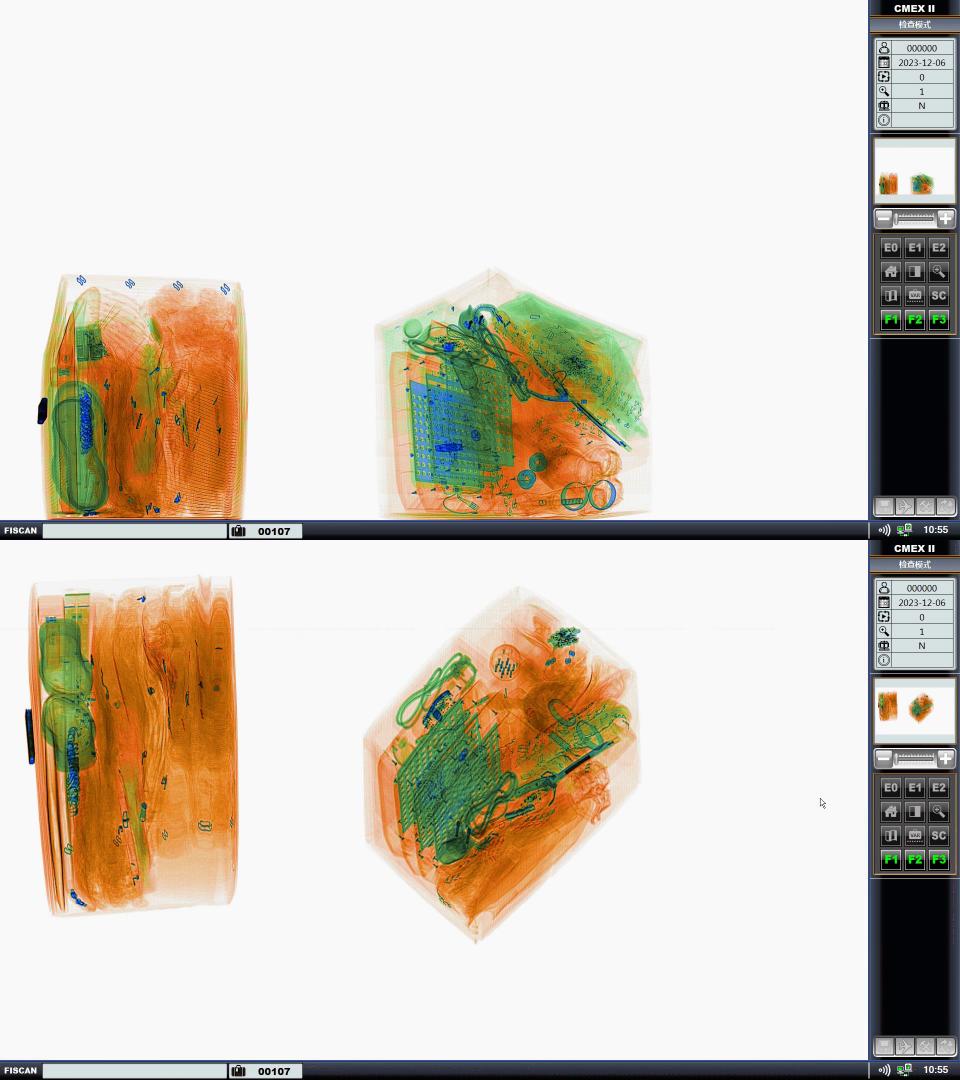 CMEX II
检查模式
000000
2023-12-06
0
1
N
E0 E1 E2
VAR SC
F1 F2 F3
FISCAN 00107 10:55
CMEX II
检查模式
000000
2023-12-06
0
1
N
E0 E1 E2
VAR SC
F1 F2 F3
FISCAN 00107 10:55